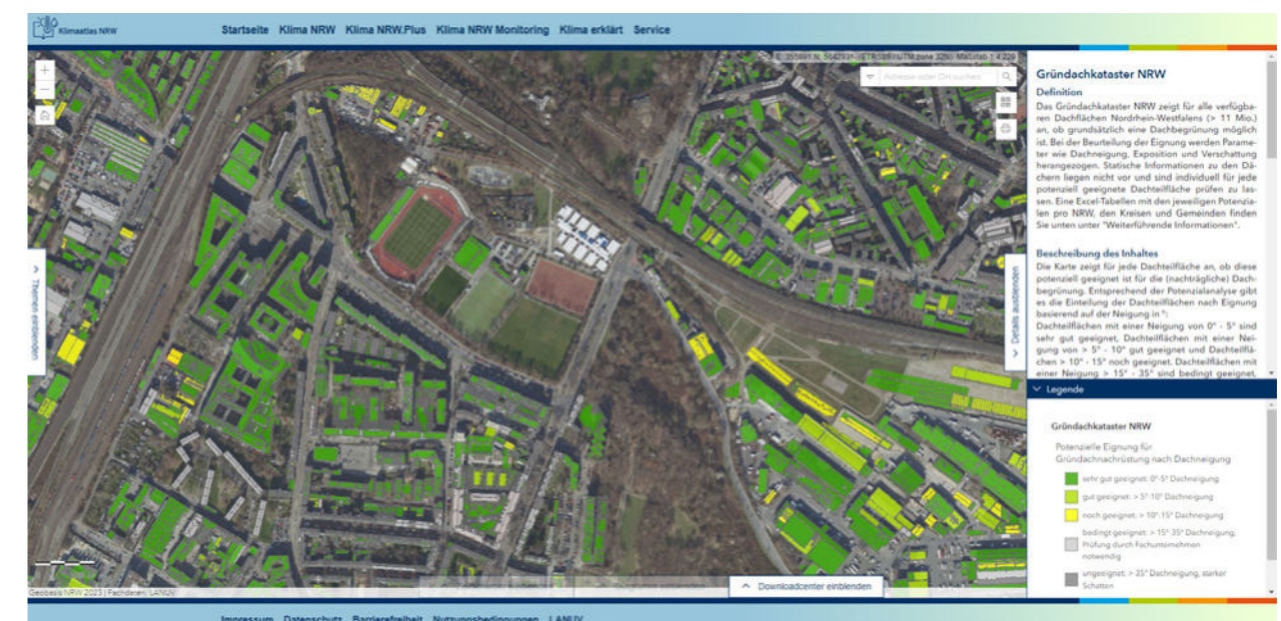 Klimaatlas NRW
Startseite Klima NRW Klima NRW.Plus Klima NRW Monitoring Klima erklärt Service
(ETRS89/UTM zone 32N) Maßstab 1: 4.229
Adresse oder Ort suchen
Themen einblenden
Details ausblenden
Gründachkataster NRW
Definition
Das Gründachkataster NRW zeigt für alle verfügba-
ren Dachflächen Nordrhein-Westfalens (> 11 Mio.)
an, ob grundsätzlich eine Dachbegrünung möglich
ist. Bei der Beurteilung der Eignung werden Parame-
ter wie Dachneigung, Exposition und Verschattung
herangezogen. Statische Informationen zu den Dä-
chern liegen nicht vor und sind individuell für jede
potenziell geeignete Dachteilfläche prüfen zu las-
sen. Eine Excel-Tabellen mit den jeweiligen Potenzia-
len pro NRW, den Kreisen und Gemeinden finden
Sie unten unter "Weiterführende Informationen".
Beschreibung des Inhaltes
Die Karte zeigt für jede Dachteilfläche an, ob diese
potenziell geeignet ist für die (nachträgliche) Dach-
begrünung. Entsprechend der Potenzialanalyse gibt
es die Einteilung der Dachteilflächen nach Eignung
basierend auf der Neigung in °:
Dachteilflächen mit einer Neigung von 0° - 5° sind
sehr gut geeignet, Dachteilflächen mit einer Nei-
gung von > 5° - 10° gut geeignet und Dachteilflä-
chen > 10° - 15° noch geeignet. Dachteilflächen mit
einer Neigung > 15° - 35° sind bedingt geeignet,
Legende
Gründachkataster NRW
Potenzielle Eignung für
Gründachnachrüstung nach Dachneigung
sehr gut geeignet: 0°-5° Dachneigung
gut geeignet: > 5°-10° Dachneigung
noch geeignet: > 10°-15° Dachneigung
bedingt geeignet: > 15°-35° Dachneigung,
Prüfung durch Fachunternehmen
notwendig
ungeeignet: > 35° Dachneigung, starker
Schatten
Downloadcenter einblenden
Geobasis NRW 2023 | Fachdaten: LANUV
Impressum Datenschutz Barrierefreiheit Nutzungsbedingungen LANUV